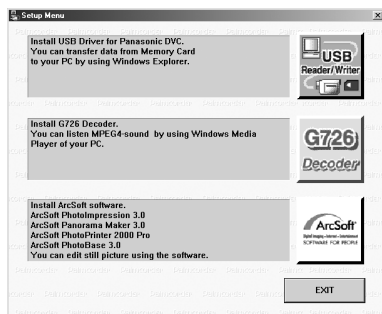 Setup Menu
Install USB Driver for Panasonic DVC.
You can transfer data from Memory Card
to your PC by using Windows Explorer.
USB
Reader/Writer
Install G726 Decoder.
You can listen MPEG4-sound by using Windows Media
Player of your PC.
G726
Decoder
Install ArcSoft software.
ArcSoft PhotoImpression 3.0
ArcSoft Panorama Maker 3.0
ArcSoft PhotoPrinter 2000 Pro
ArcSoft PhotoBase 3.0
You can edit still picture using the software.
ArcSoft
SOFTWARE FOR PEOPLE
EXIT